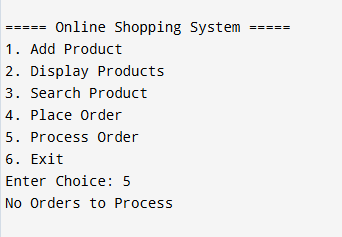 ===== Online Shopping System =====
1. Add Product
2. Display Products
3. Search Product
4. Place Order
5. Process Order
6. Exit
Enter Choice: 5
No Orders to Process